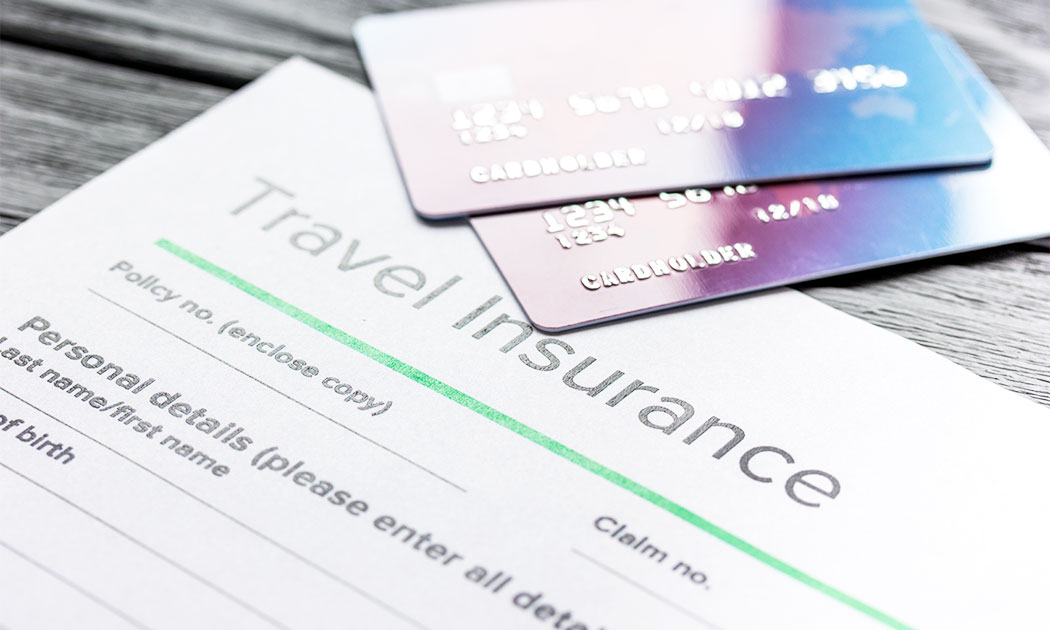 1234 5678 9012 3456
1234
12/18
CARDHOLDER
1234 5678
1234
12/18
CARDHOLDER
Travel Insurance
Policy no. (enclose copy)
Claim no.
Personal details (please enter all deta
Last name/first name
of birth